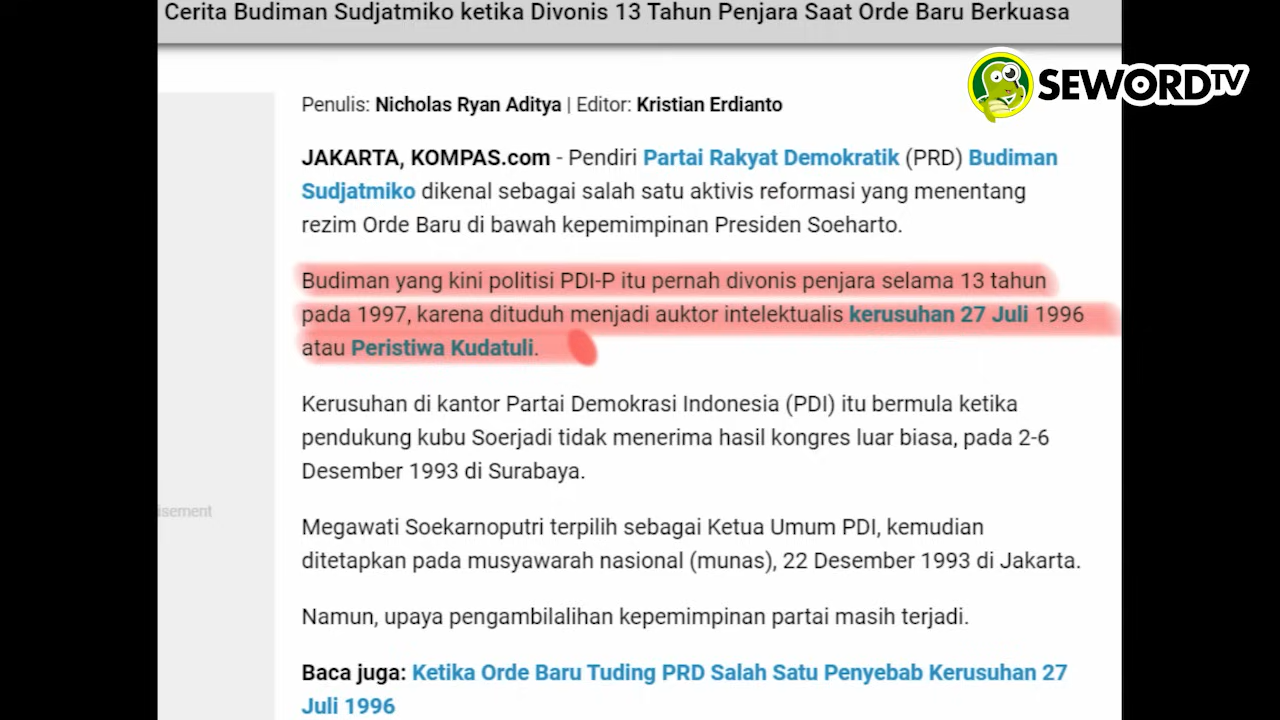 Cerita Budiman Sudjatmiko ketika Divonis 13 Tahun Penjara Saat Orde Baru Berkuasa
SEWORDTV
Penulis: Nicholas Ryan Aditya | Editor: Kristian Erdianto
JAKARTA, KOMPAS.com - Pendiri Partai Rakyat Demokratik (PRD) Budiman
Sudjatmiko dikenal sebagai salah satu aktivis reformasi yang menentang
rezim Orde Baru di bawah kepemimpinan Presiden Soeharto.
Budiman yang kini politisi PDI-P itu pernah divonis penjara selama 13 tahun
pada 1997, karena dituduh menjadi auktor intelektualis kerusuhan 27 Juli 1996
atau Peristiwa Kudatuli.
Kerusuhan di kantor Partai Demokrasi Indonesia (PDI) itu bermula ketika
pendukung kubu Soerjadi tidak menerima hasil kongres luar biasa, pada 2-6
Desember 1993 di Surabaya.
isement
Megawati Soekarnoputri terpilih sebagai Ketua Umum PDI, kemudian
ditetapkan pada musyawarah nasional (munas), 22 Desember 1993 di Jakarta.
Namun, upaya pengambilalihan kepemimpinan partai masih terjadi.
Baca juga: Ketika Orde Baru Tuding PRD Salah Satu Penyebab Kerusuhan 27
Juli 1996